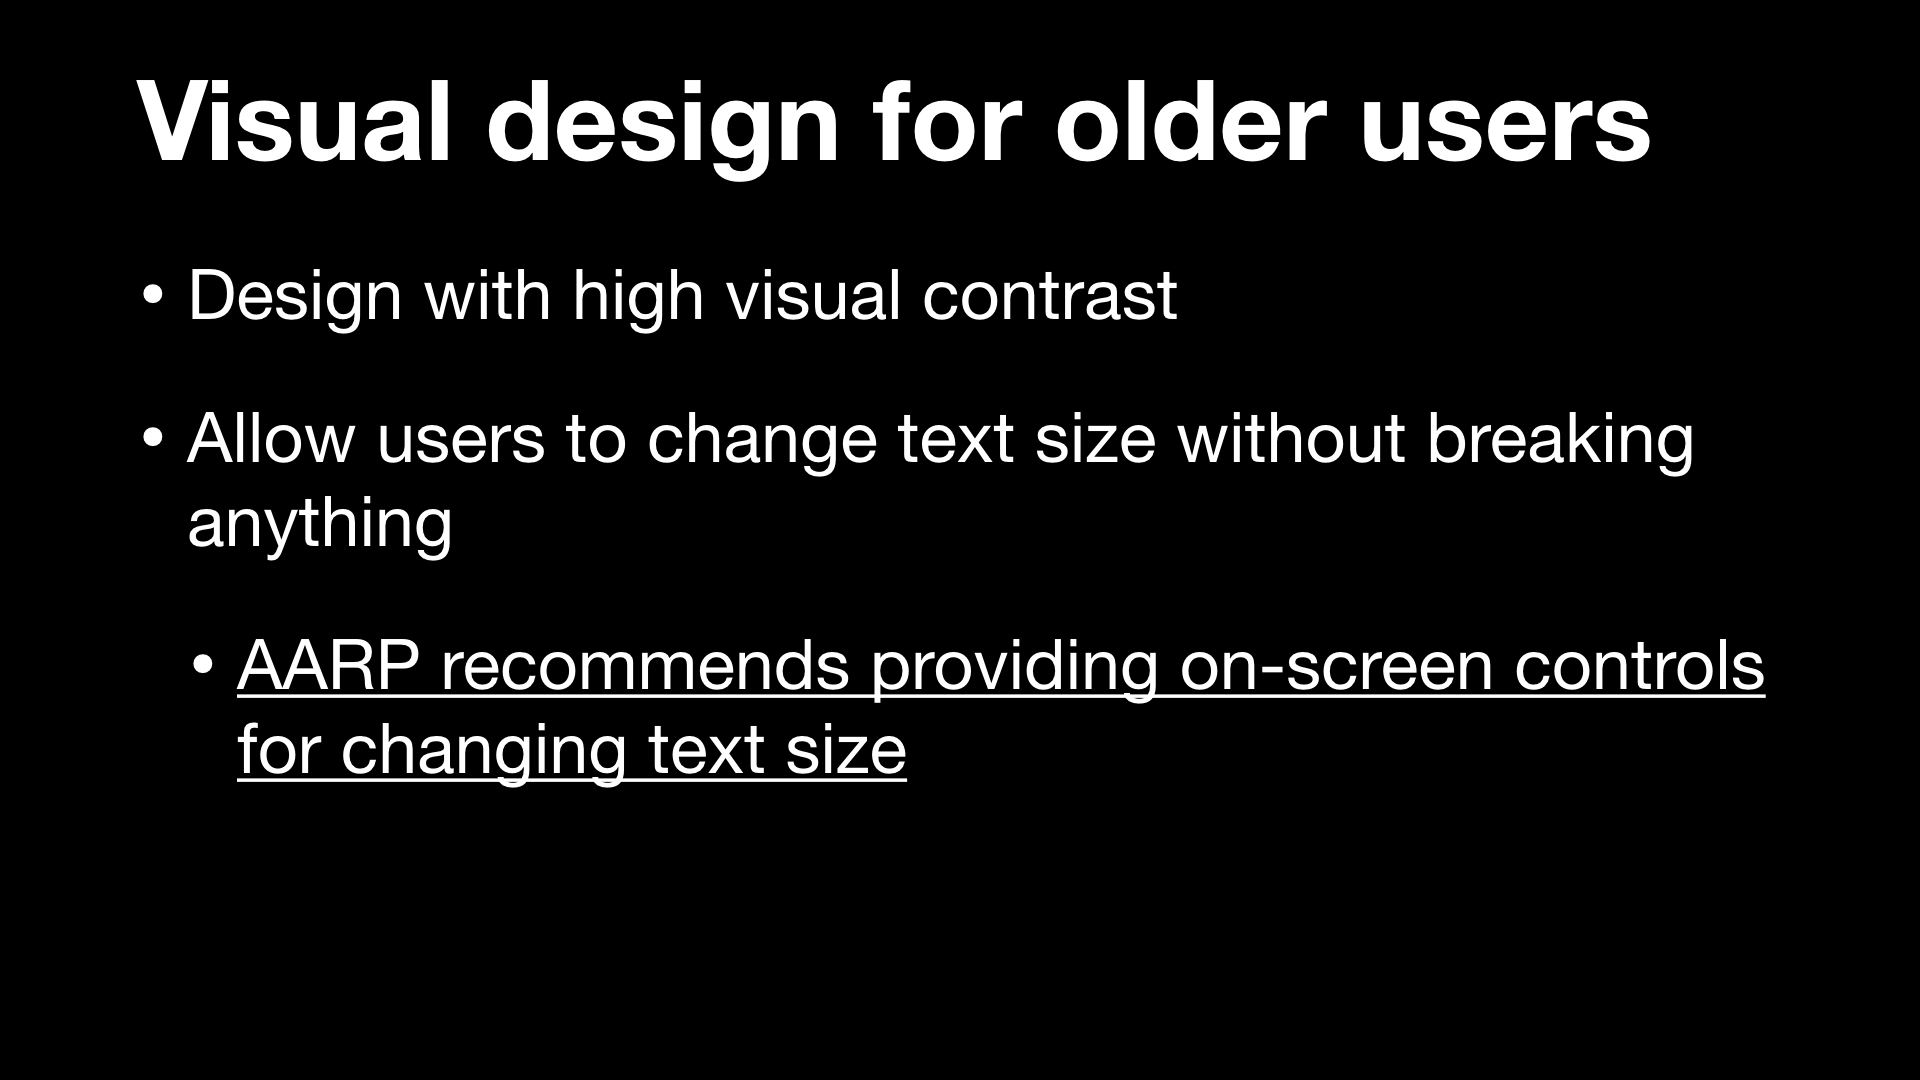 Visual design for older users
• Design with high visual contrast
• Allow users to change text size without breaking
anything
• AARP recommends providing on-screen controls
for changing text size